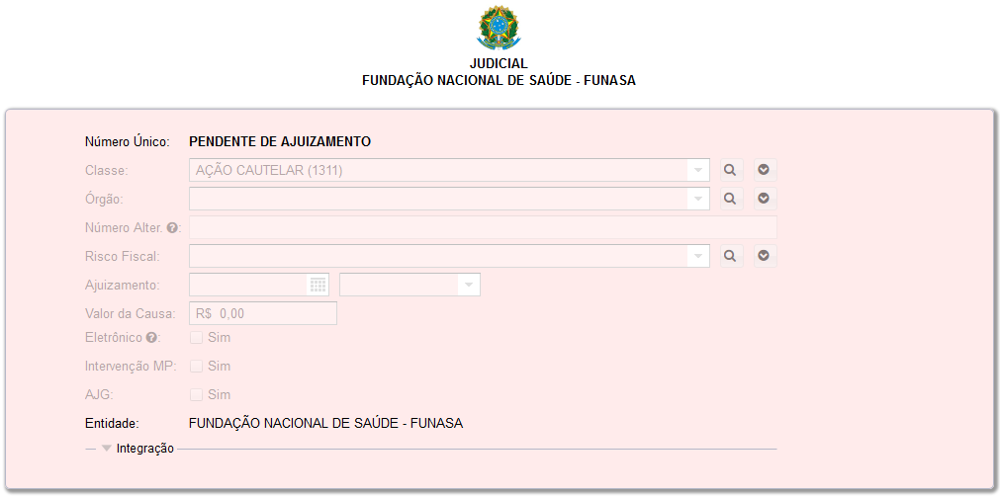 JUDICIAL
FUNDAÇÃO NACIONAL DE SAÚDE - FUNASA
Número Único: PENDENTE DE AJUIZAMENTO
Classe: AÇÃO CAUTELAR (1311)
Órgão:
Número Alter. ?:
Risco Fiscal:
Ajuizamento:
Valor da Causa: R$ 0,00
Eletrônico ?: Sim
Intervenção MP: Sim
AJG: Sim
Entidade: FUNDAÇÃO NACIONAL DE SAÚDE - FUNASA
Integração